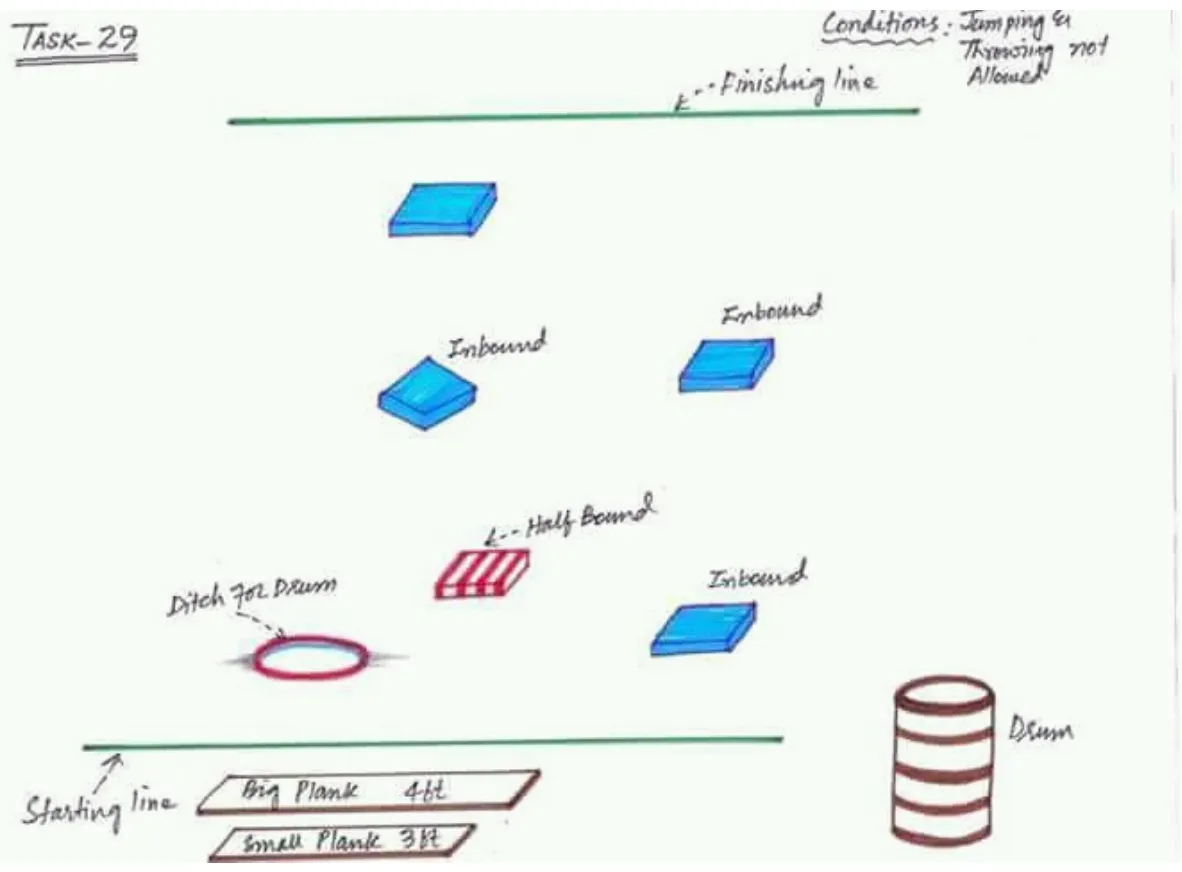 TASK-29
Conditions: Jumping &
Throwing not
Allowed
Finishing line
Inbound
Inbound
Half Bound
Ditch For Drum
Inbound
Drum
Starting line
Big Plank 4ft
Small Plank 3ft